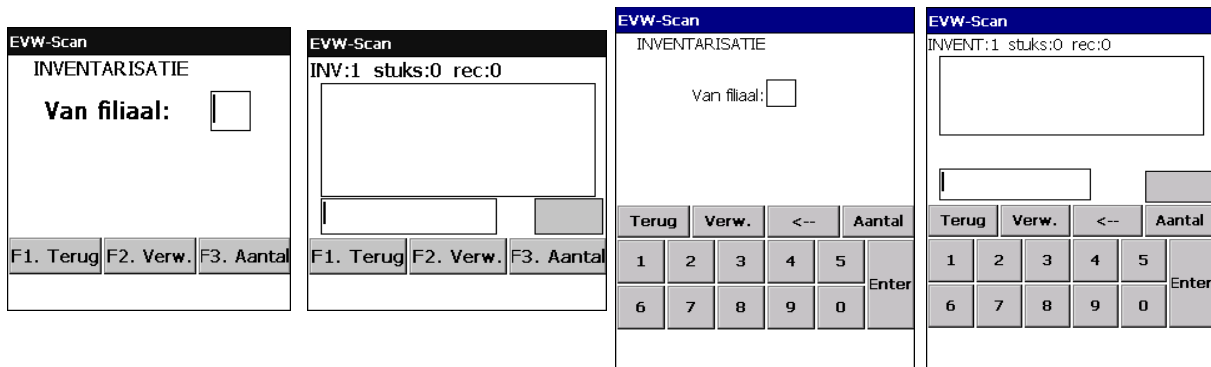 EVW-Scan
INVENTARISATIE
Van filiaal:
F1. Terug F2. Verw. F3. Aantal
EVW-Scan
INV:1 stuks:0 rec:0
F1. Terug F2. Verw. F3. Aantal
EVW-Scan
INVENTARISATIE
Van filiaal:
Terug Verw. <-- Aantal
1 2 3 4 5 Enter
6 7 8 9 0
EVW-Scan
INVENT:1 stuks:0 rec:0
Terug Verw. <-- Aantal
1 2 3 4 5 Enter
6 7 8 9 0